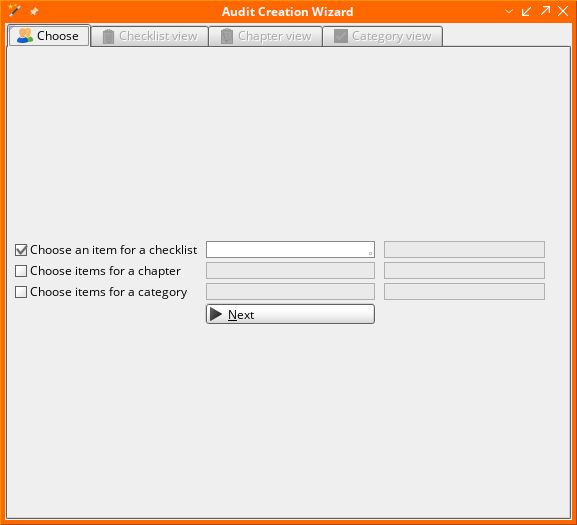 Audit Creation Wizard
Choose
Checklist view
Chapter view
Category view
Choose an item for a checklist
Choose items for a chapter
Choose items for a category
Next